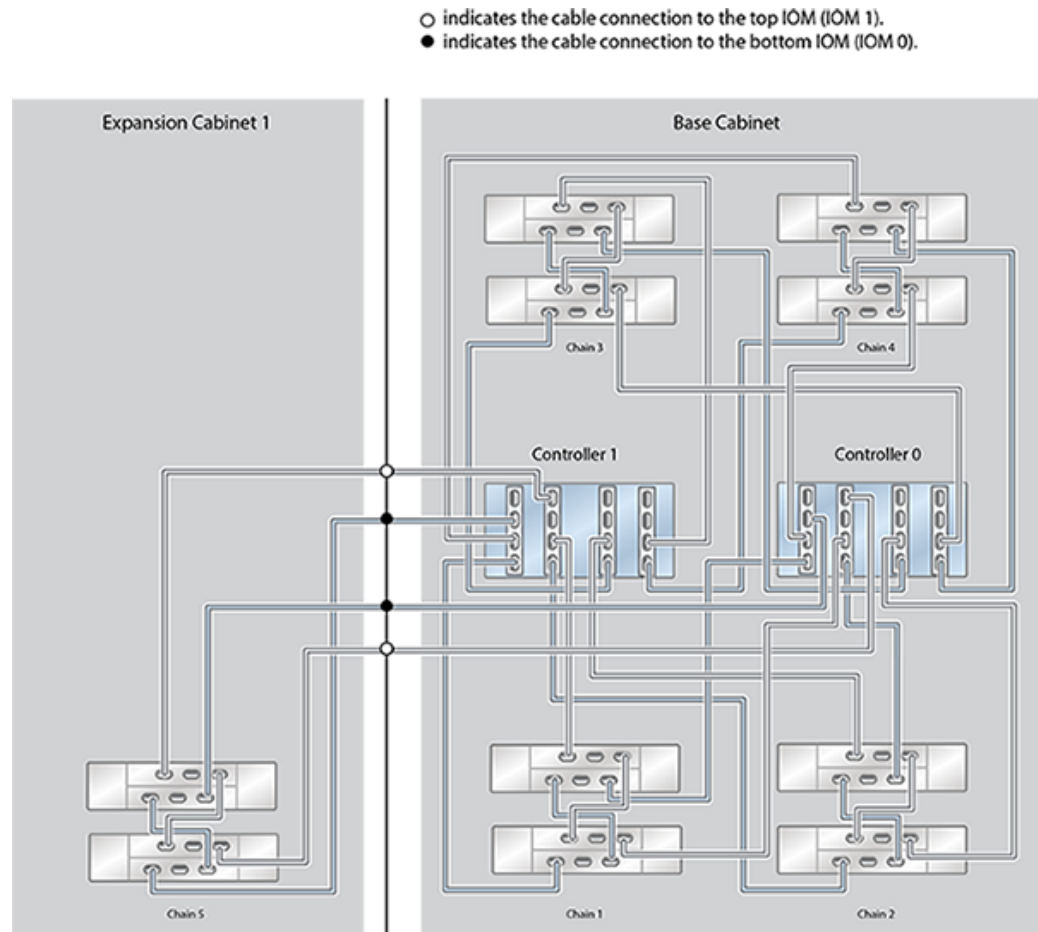 indicates the cable connection to the top IOM (IOM 1).
indicates the cable connection to the bottom IOM (IOM 0).
Expansion Cabinet 1
Base Cabinet
Chain 3
Chain 4
Controller 1
Controller 0
Chain 5
Chain 1
Chain 2